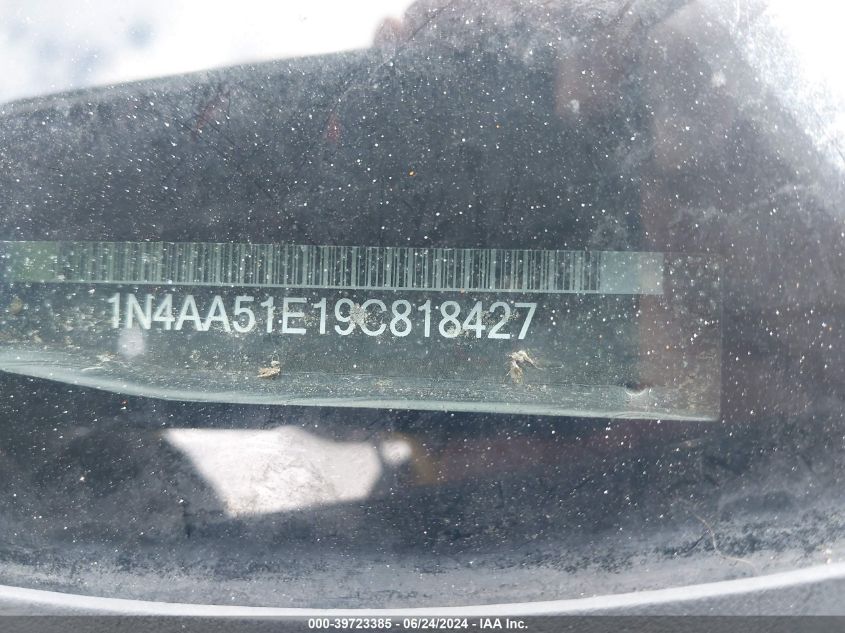 1N4AA51E19C818427
000-39723385 - 06/24/2024 - IAA Inc.